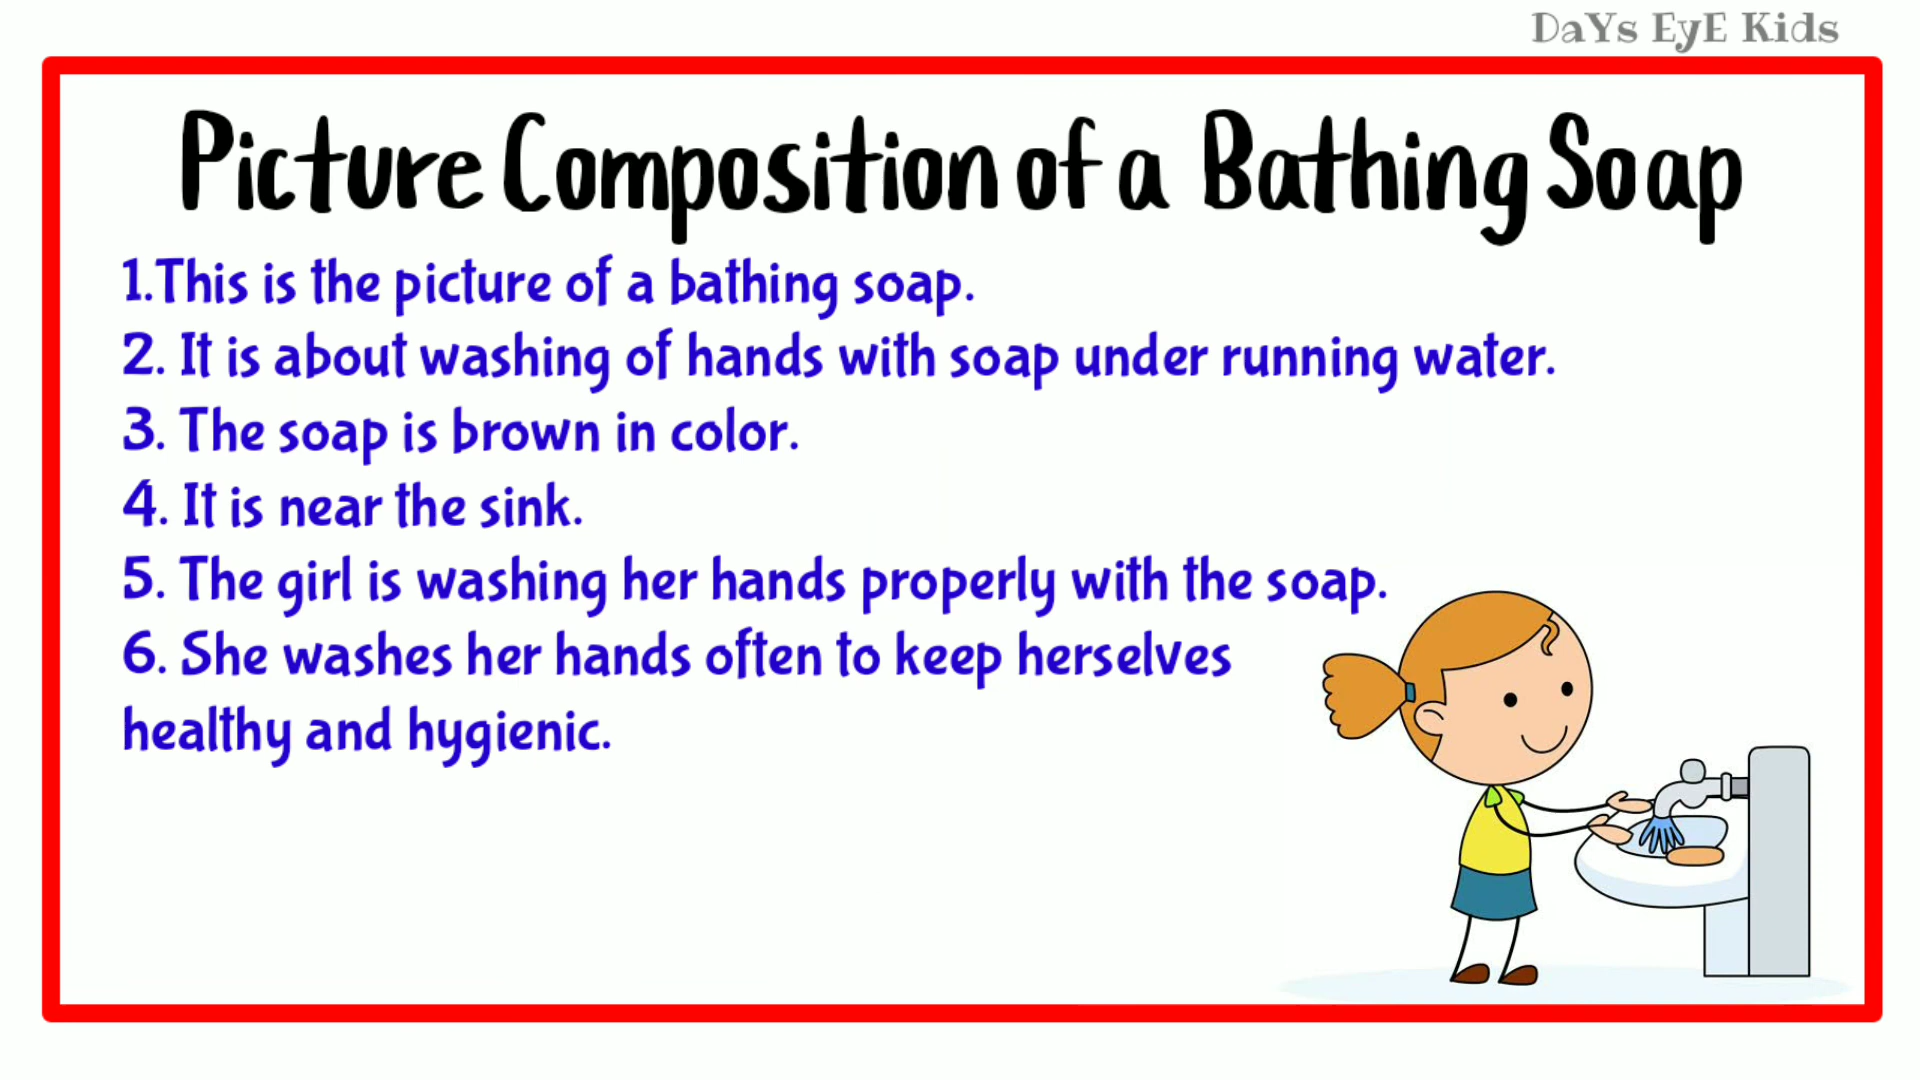 DaYs EyE Kids
Picture Composition of a Bathing Soap
1.This is the picture of a bathing soap.
2. It is about washing of hands with soap under running water.
3. The soap is brown in color.
4. It is near the sink.
5. The girl is washing her hands properly with the soap.
6. She washes her hands often to keep herselves
healthy and hygienic.